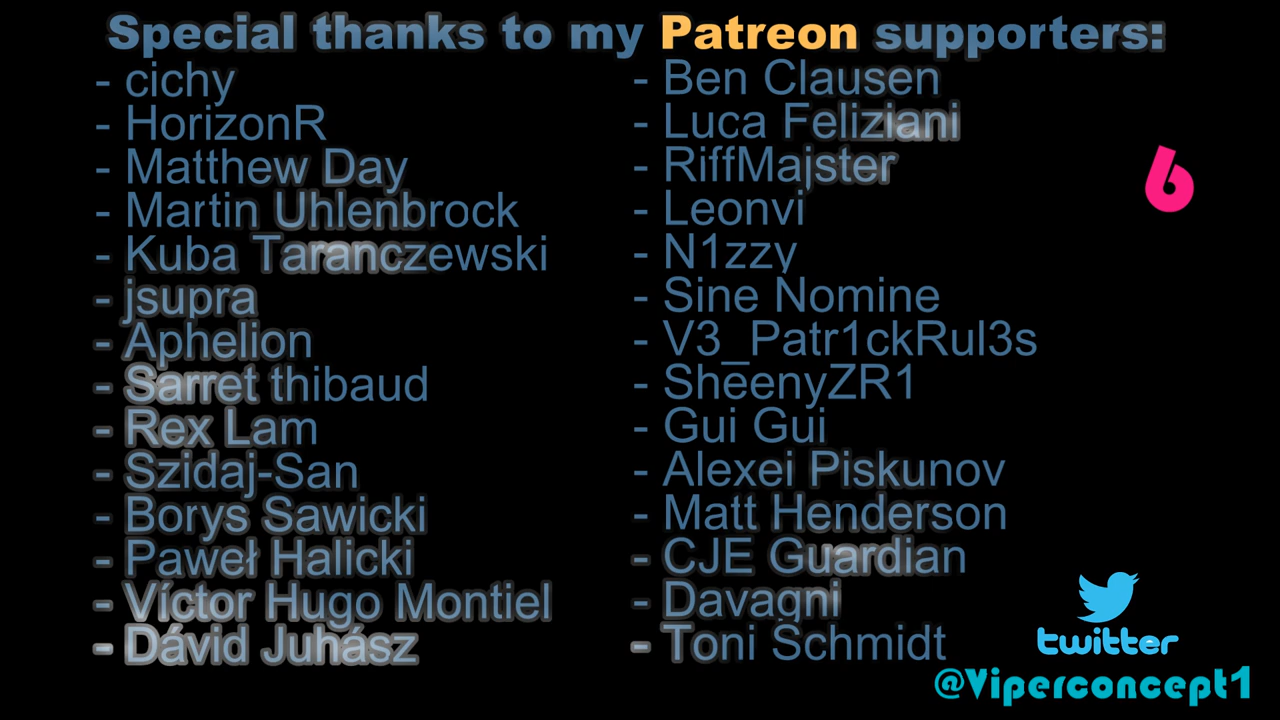 Special thanks to my Patreon supporters:
- cichy
- HorizonR
- Matthew Day
- Martin Uhlenbrock
- Kuba Taranczewski
- jsupra
- Aphelion
- Sarret thibaud
- Rex Lam
- Szidaj-San
- Borys Sawicki
- Paweł Halicki
- Víctor Hugo Montiel
- Dávid Juhász
- Ben Clausen
- Luca Feliziani
- RiffMajster
- Leonvi
- N1zzy
- Sine Nomine
- V3_Patr1ckRul3s
- SheenyZR1
- Gui Gui
- Alexei Piskunov
- Matt Henderson
- CJE Guardian
- Davagni
- Toni Schmidt
6
twitter
@Viperconcept1